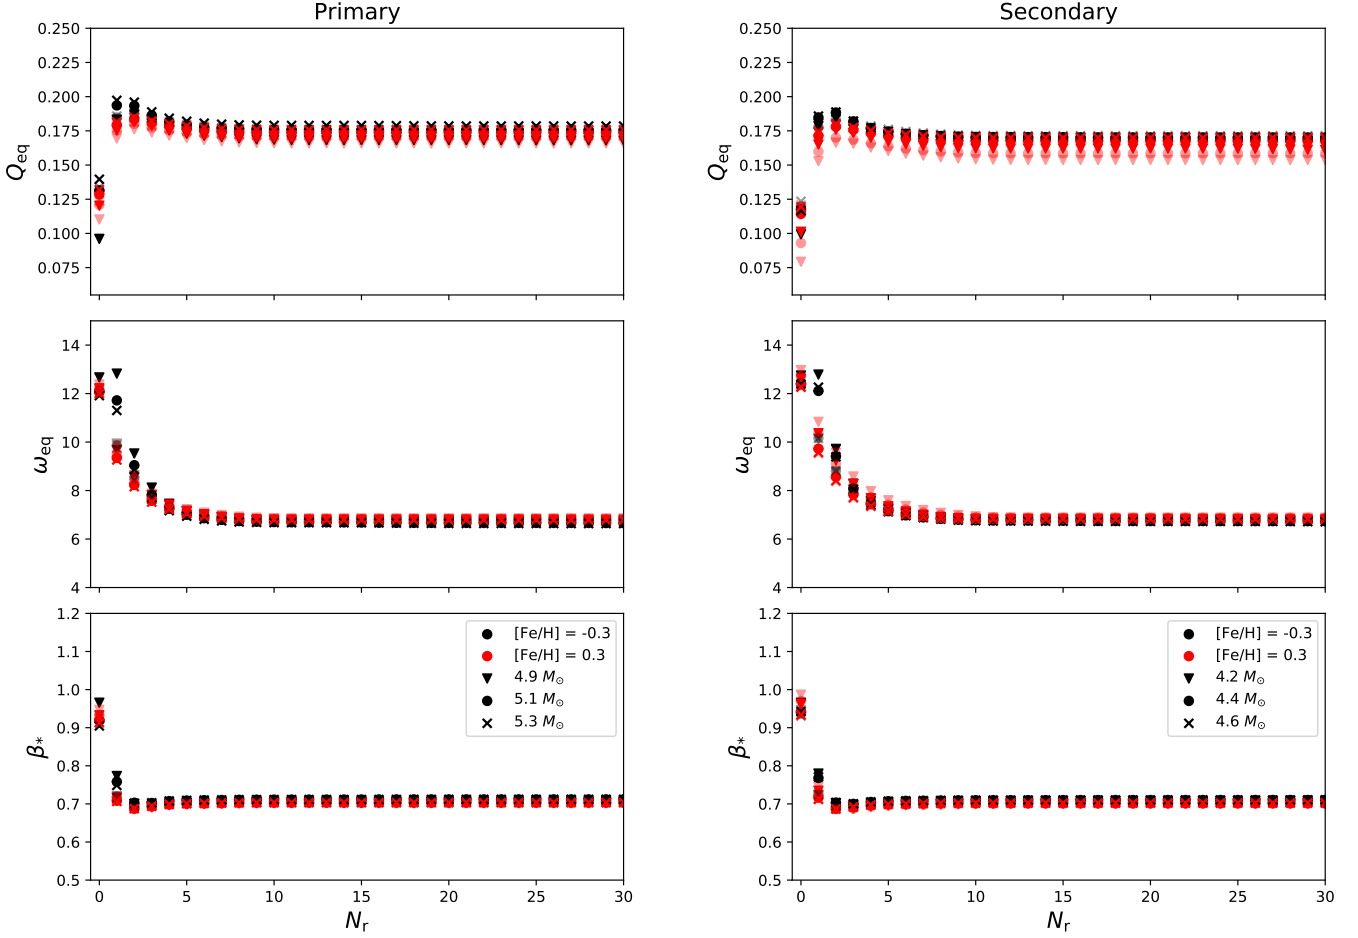 Primary
Secondary
0.250
0.225
0.200
0.175
0.150
0.125
0.100
0.075
Q_eq
0.250
0.225
0.200
0.175
0.150
0.125
0.100
0.075
Q_eq
14
12
10
8
6
4
ω_eq
14
12
10
8
6
4
ω_eq
1.2
1.1
1.0
0.9
0.8
0.7
0.6
0.5
β_*
[Fe/H] = -0.3
[Fe/H] = 0.3
4.9 M_⊙
5.1 M_⊙
5.3 M_⊙
0 5 10 15 20 25 30
N_r
1.2
1.1
1.0
0.9
0.8
0.7
0.6
0.5
β_*
[Fe/H] = -0.3
[Fe/H] = 0.3
4.2 M_⊙
4.4 M_⊙
4.6 M_⊙
0 5 10 15 20 25 30
N_r